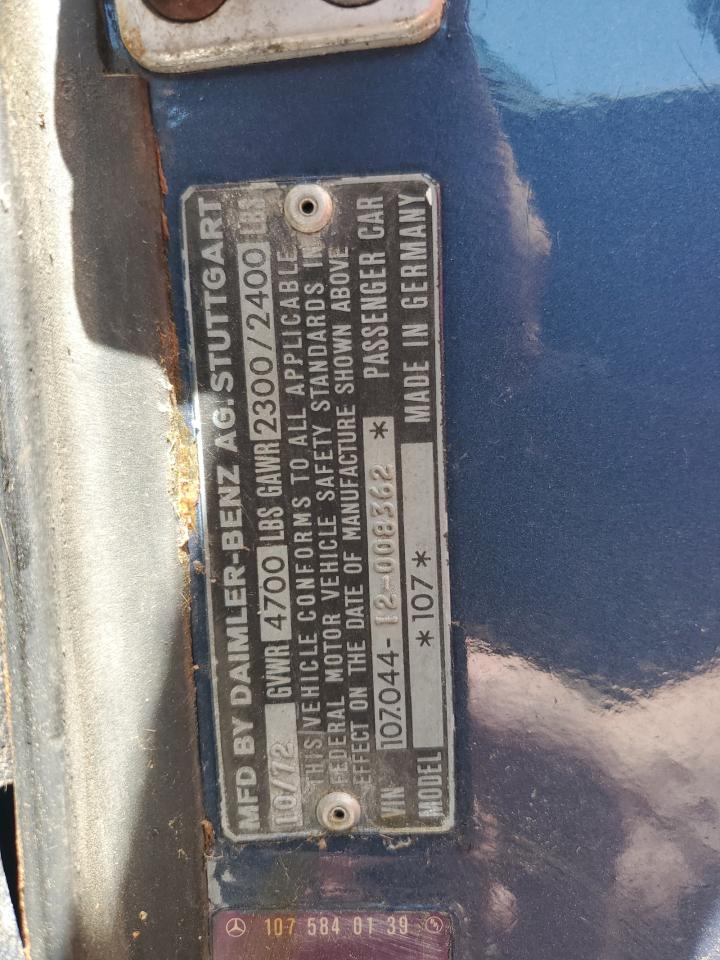 MFD BY DAIMLER-BENZ AG. STUTTGART
10/72 GVWR 4700 LBS GAWR 2300/2400 LBS
THIS VEHICLE CONFORMS TO ALL APPLICABLE
FEDERAL MOTOR VEHICLE SAFETY STANDARDS IN
EFFECT ON THE DATE OF MANUFACTURE SHOWN ABOVE
VIN 107.044-12-008362 * PASSENGER CAR
MODEL *107* MADE IN GERMANY
107 584 01 39